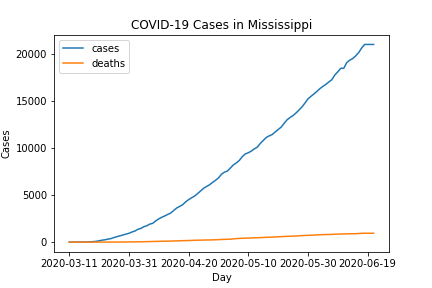 COVID-19 Cases in Mississippi
cases
deaths
20000
15000
10000
5000
0
Cases
2020-03-11 2020-03-31 2020-04-20 2020-05-10 2020-05-30 2020-06-19
Day